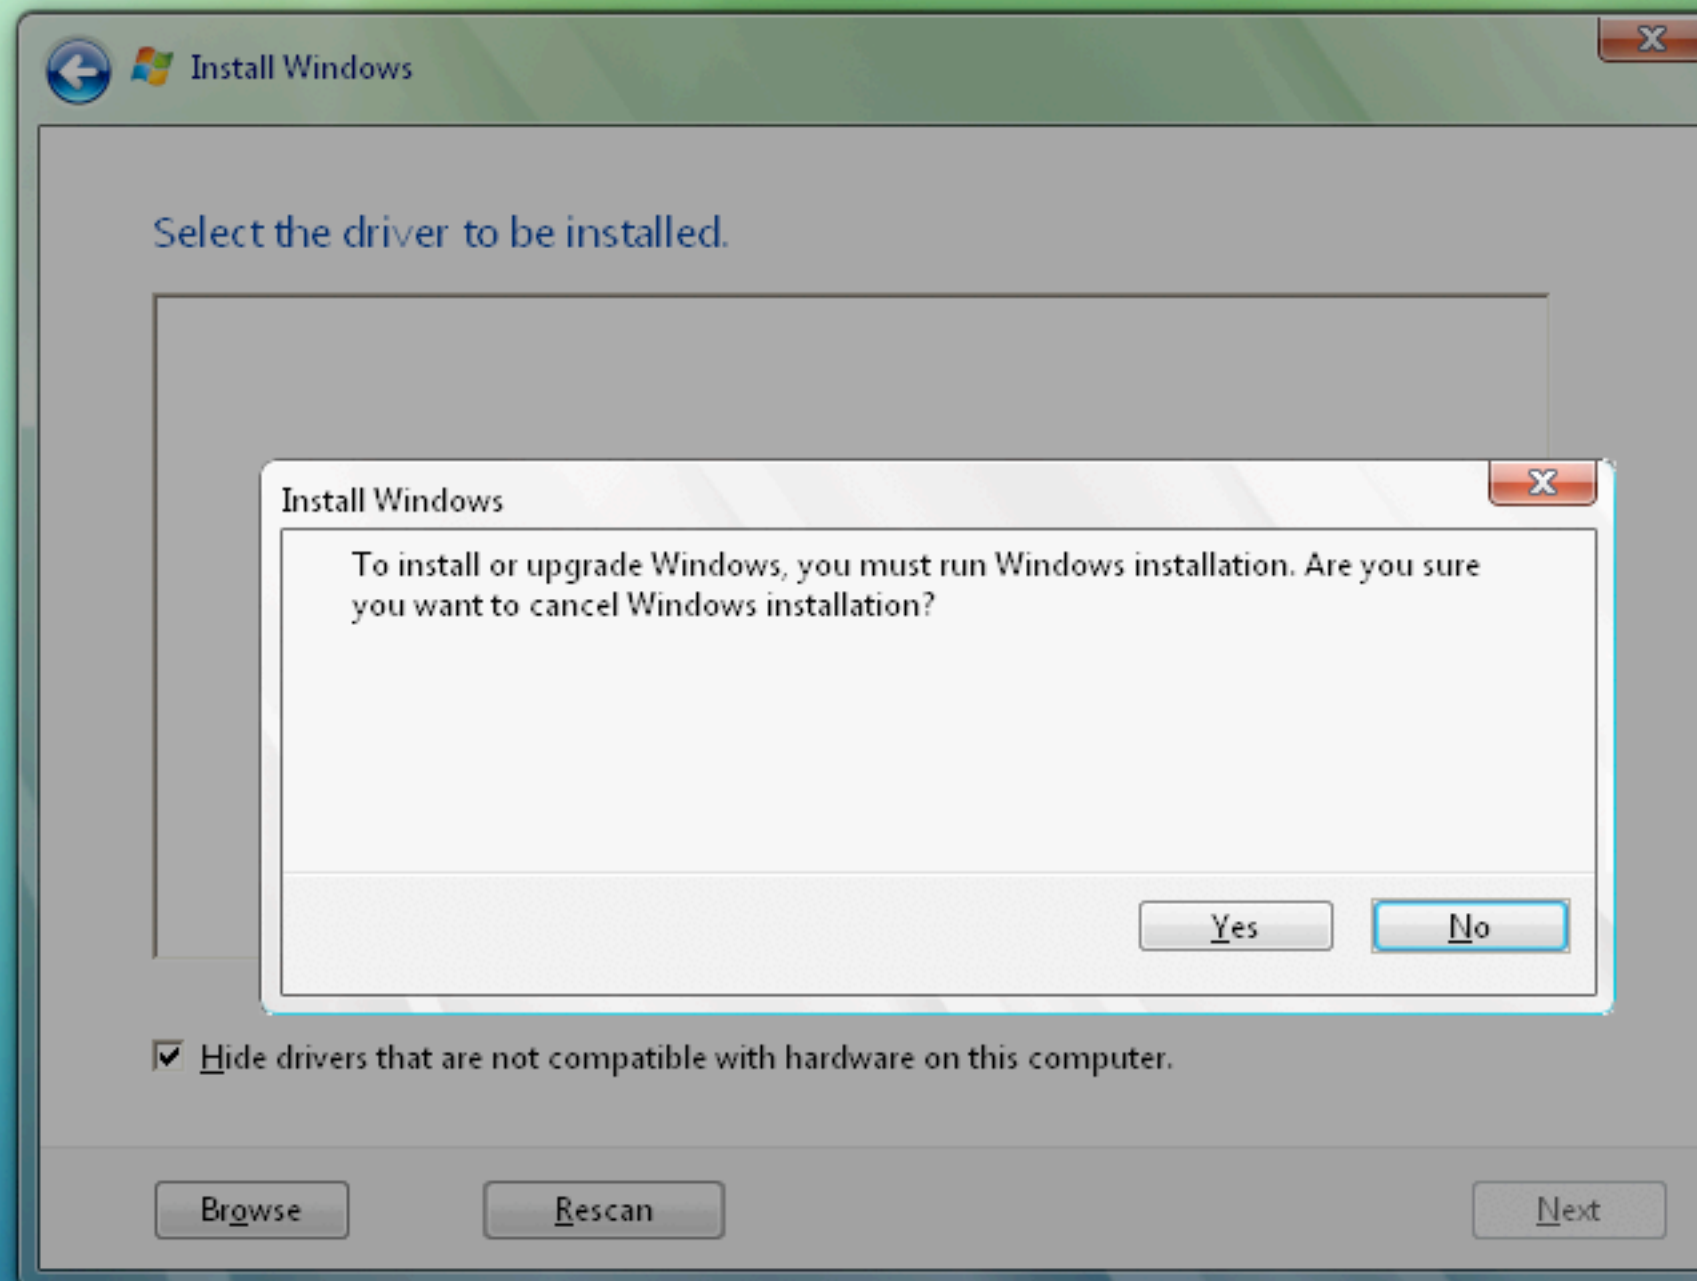 Install Windows
Select the driver to be installed.
Install Windows
To install or upgrade Windows, you must run Windows installation. Are you sure
you want to cancel Windows installation?
Yes No
Hide drivers that are not compatible with hardware on this computer.
Browse Rescan Next